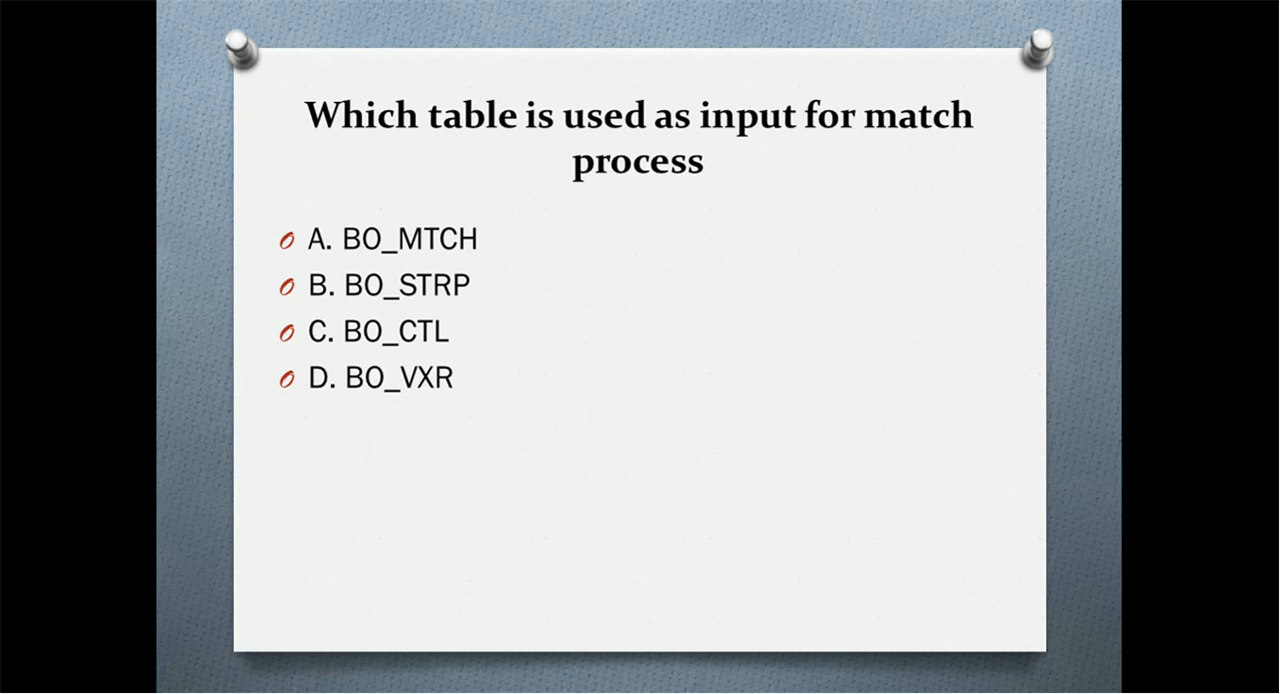 Which table is used as input for match
process
A. BO_MTCH
B. BO_STRP
C. BO_CTL
D. BO_VXR